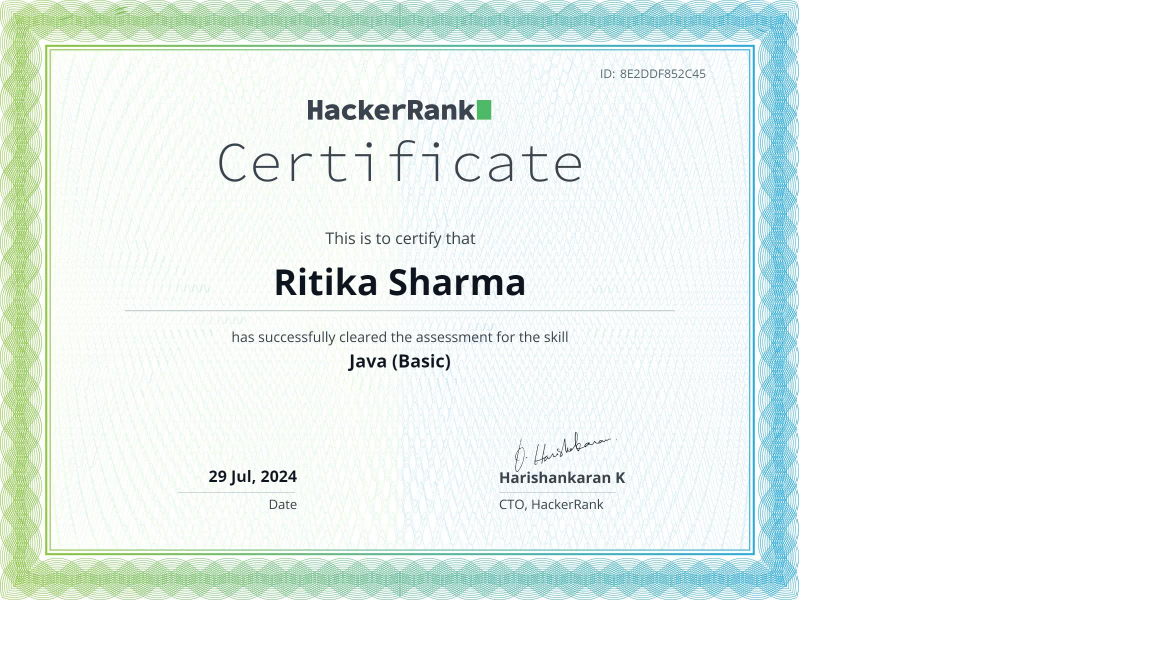 ID: 8E2DDF852C45
HackerRank
Certificate
This is to certify that
Ritika Sharma
has successfully cleared the assessment for the skill
Java (Basic)
D. Harishankaran
29 Jul, 2024
Harishankaran K
Date
CTO, HackerRank